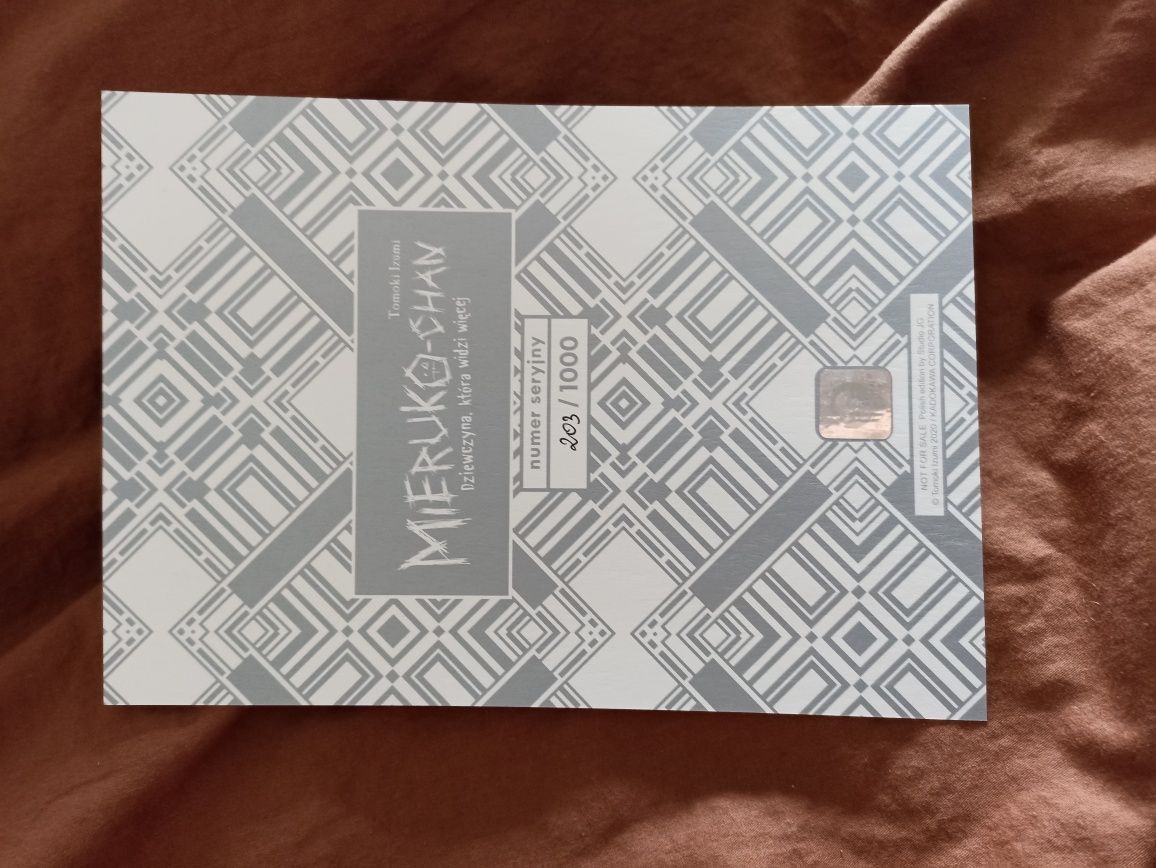 Tomoki Izumi
MIERUKO-CHAN
Dziewczyna, która widzi więcej
numer seryjny
203 / 1000
NOT FOR SALE Polish edition by Studio JG
© Tomoki Izumi 2020 / KADOKAWA CORPORATION